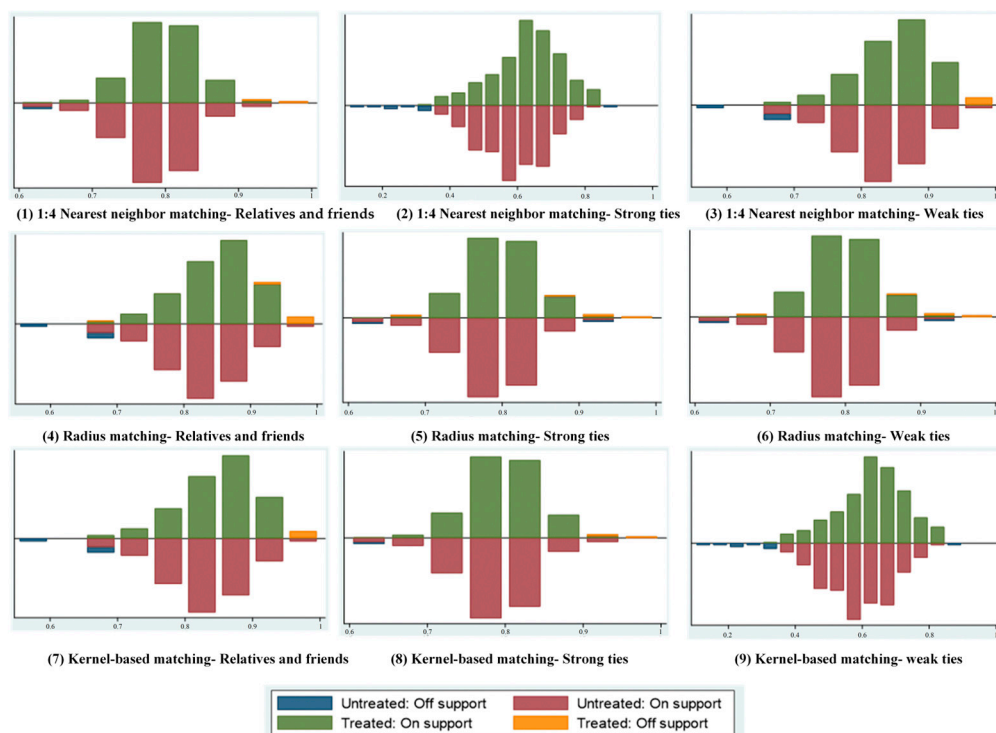 0.6 0.7 0.8 0.9 1
0.2 0.4 0.6 0.8 1
0.6 0.7 0.8 0.9 1
(1) 1:4 Nearest neighbor matching- Relatives and friends
(2) 1:4 Nearest neighbor matching- Strong ties
(3) 1:4 Nearest neighbor matching- Weak ties
0.6 0.7 0.8 0.9 1
0.6 0.7 0.8 0.9 1
0.6 0.7 0.8 0.9 1
(4) Radius matching- Relatives and friends
(5) Radius matching- Strong ties
(6) Radius matching- Weak ties
0.6 0.7 0.8 0.9 1
0.6 0.7 0.8 0.9 1
0.2 0.4 0.6 0.8 1
(7) Kernel-based matching- Relatives and friends
(8) Kernel-based matching- Strong ties
(9) Kernel-based matching- weak ties
Untreated: Off support
Untreated: On support
Treated: On support
Treated: Off support